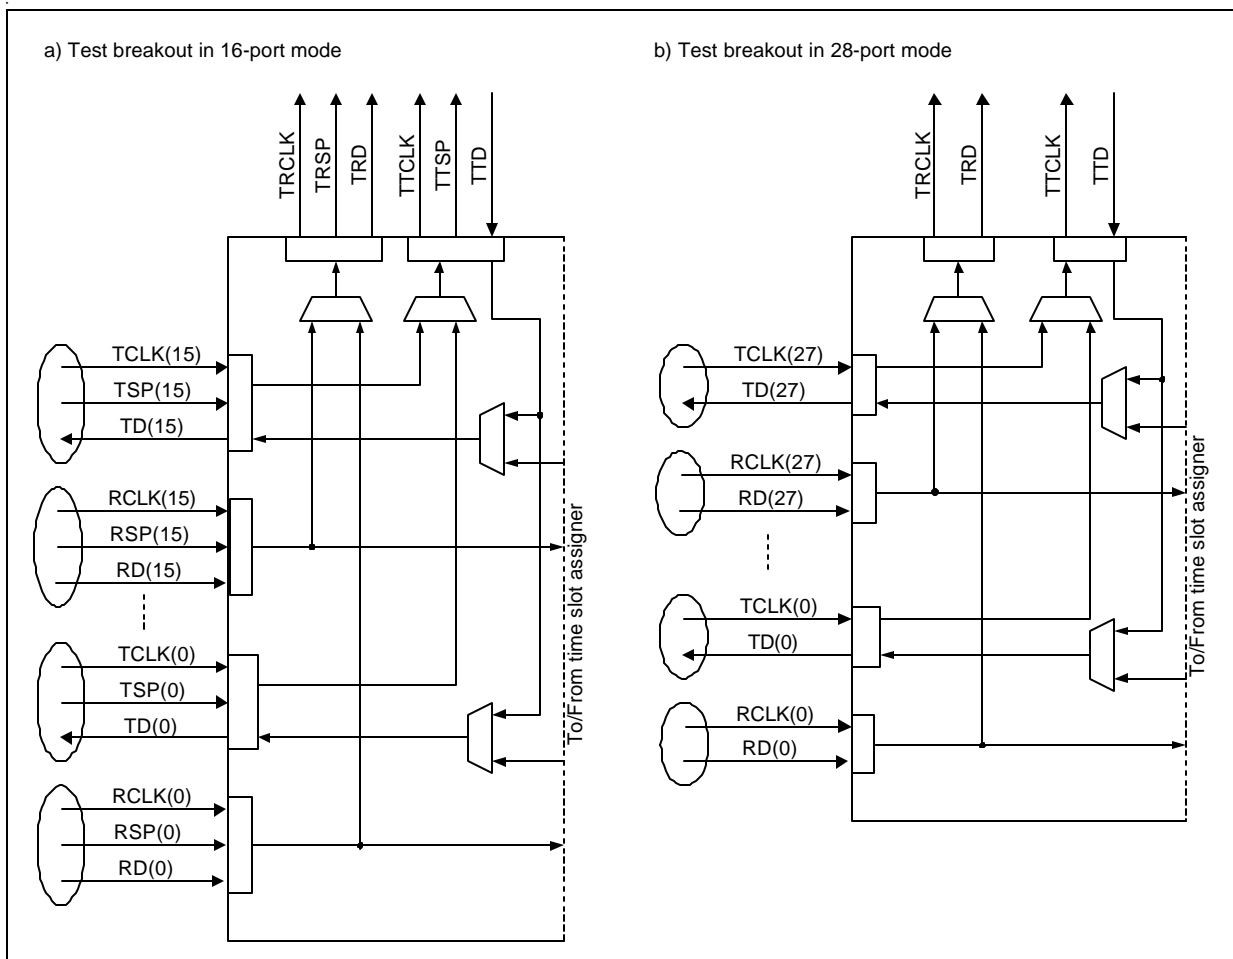 a) Test breakout in 16-port mode
TRCLK
TRSP
TRD
TTCLK
TTSP
TTD
TCLK(15)
TSP(15)
TD(15)
RCLK(15)
RSP(15)
RD(15)
TCLK(0)
TSP(0)
TD(0)
RCLK(0)
RSP(0)
RD(0)
To/From time slot assigner
b) Test breakout in 28-port mode
TRCLK
TRD
TTCLK
TTD
TCLK(27)
TD(27)
RCLK(27)
RD(27)
TCLK(0)
TD(0)
RCLK(0)
RD(0)
To/From time slot assigner